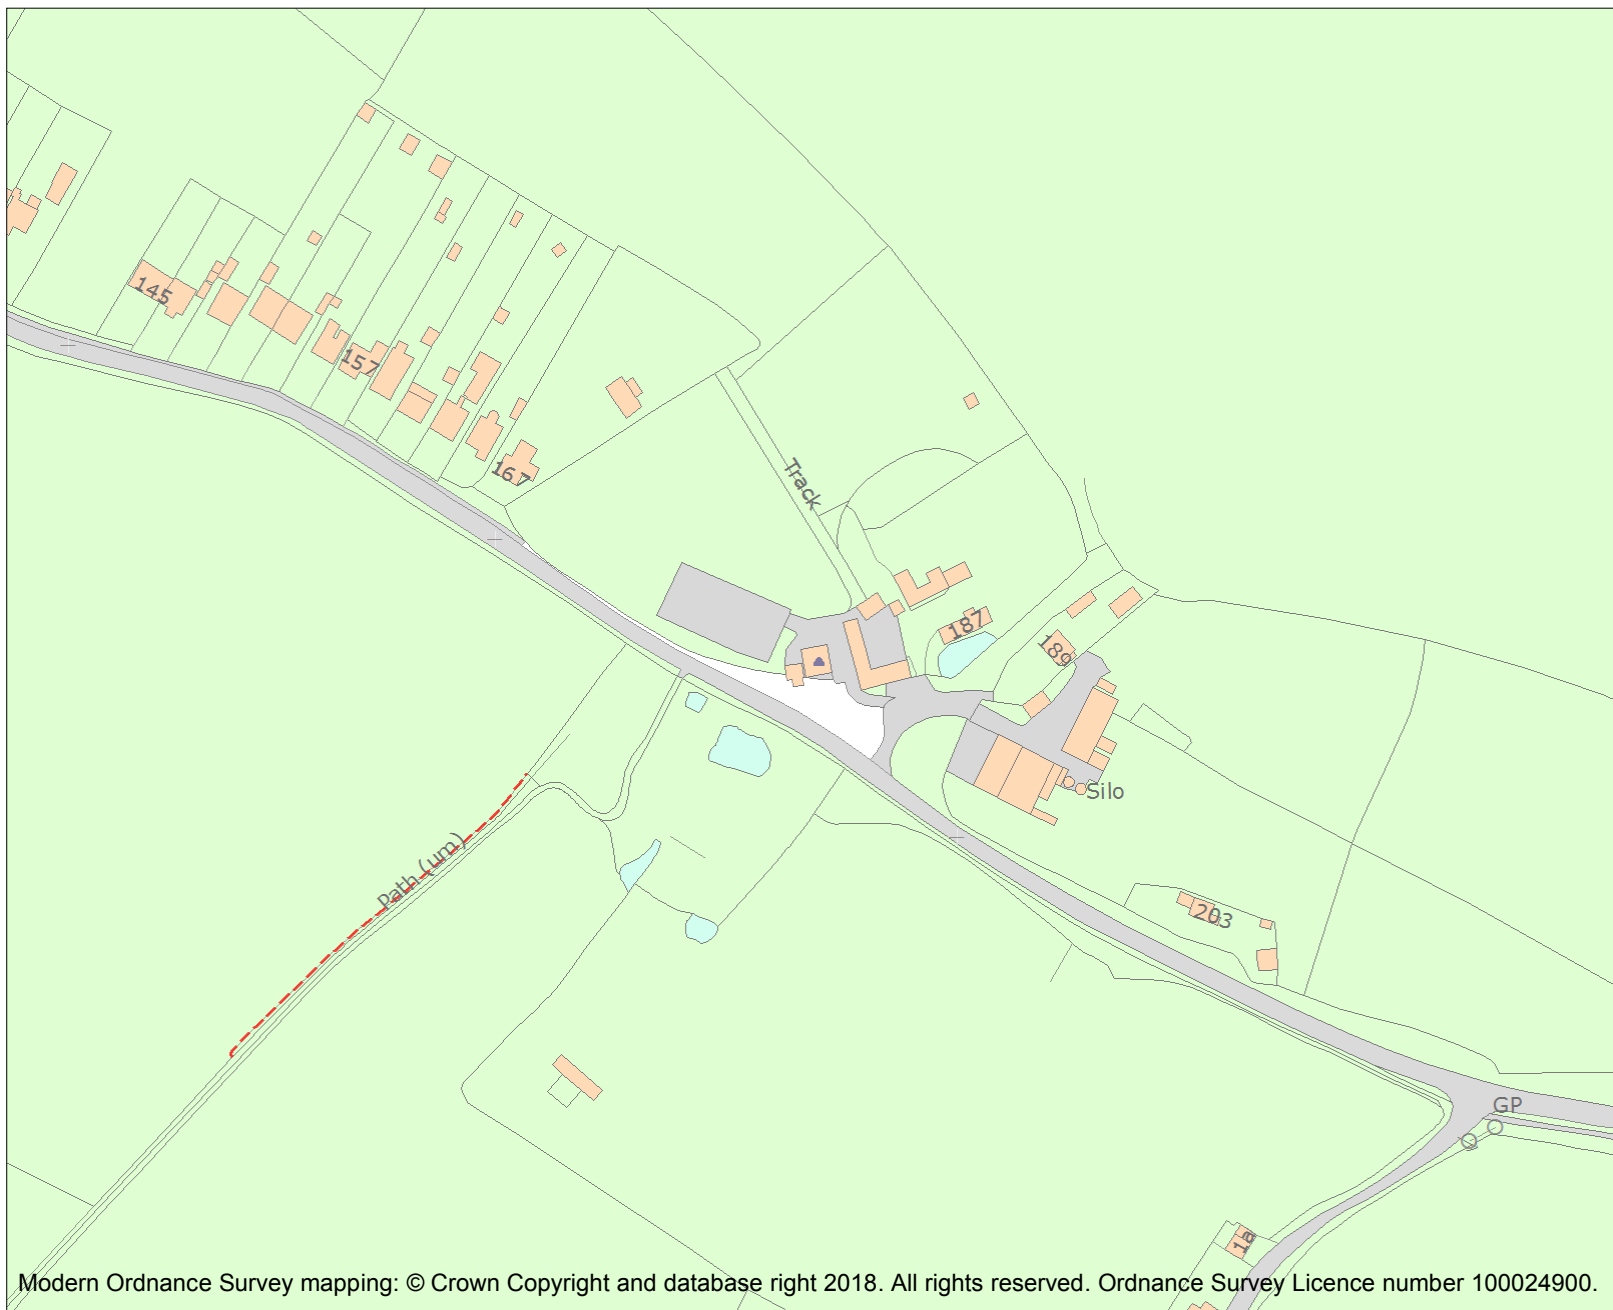 145
157
167
Track
187
189
Silo
Path (um)
203
GP
1a
Modern Ordnance Survey mapping: © Crown Copyright and database right 2018. All rights reserved. Ordnance Survey Licence number 100024900.